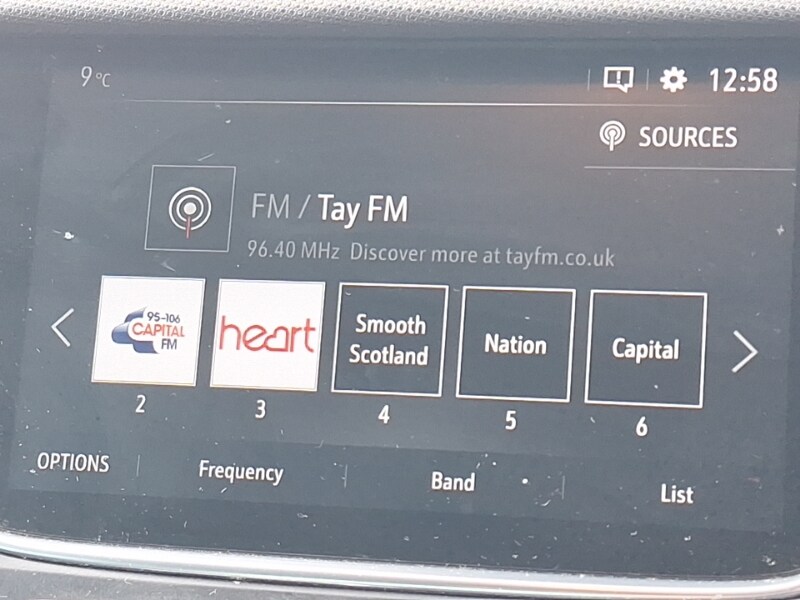 9°C
12:58
SOURCES
FM / Tay FM
96.40 MHz Discover more at tayfm.co.uk
95-106
CAPITAL
FM
heart
Smooth
Scotland
Nation
Capital
2
3
4
5
6
OPTIONS
Frequency
Band
List